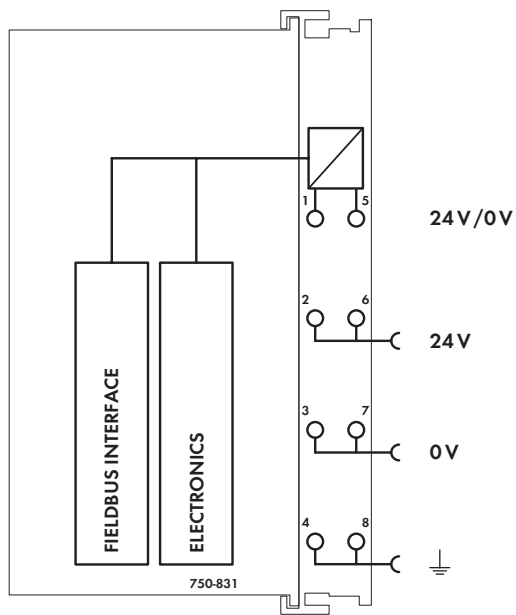 1 5
24V/0V
2 6
24V
3 7
0V
4 8
FIELDBUS INTERFACE
ELECTRONICS
750-831